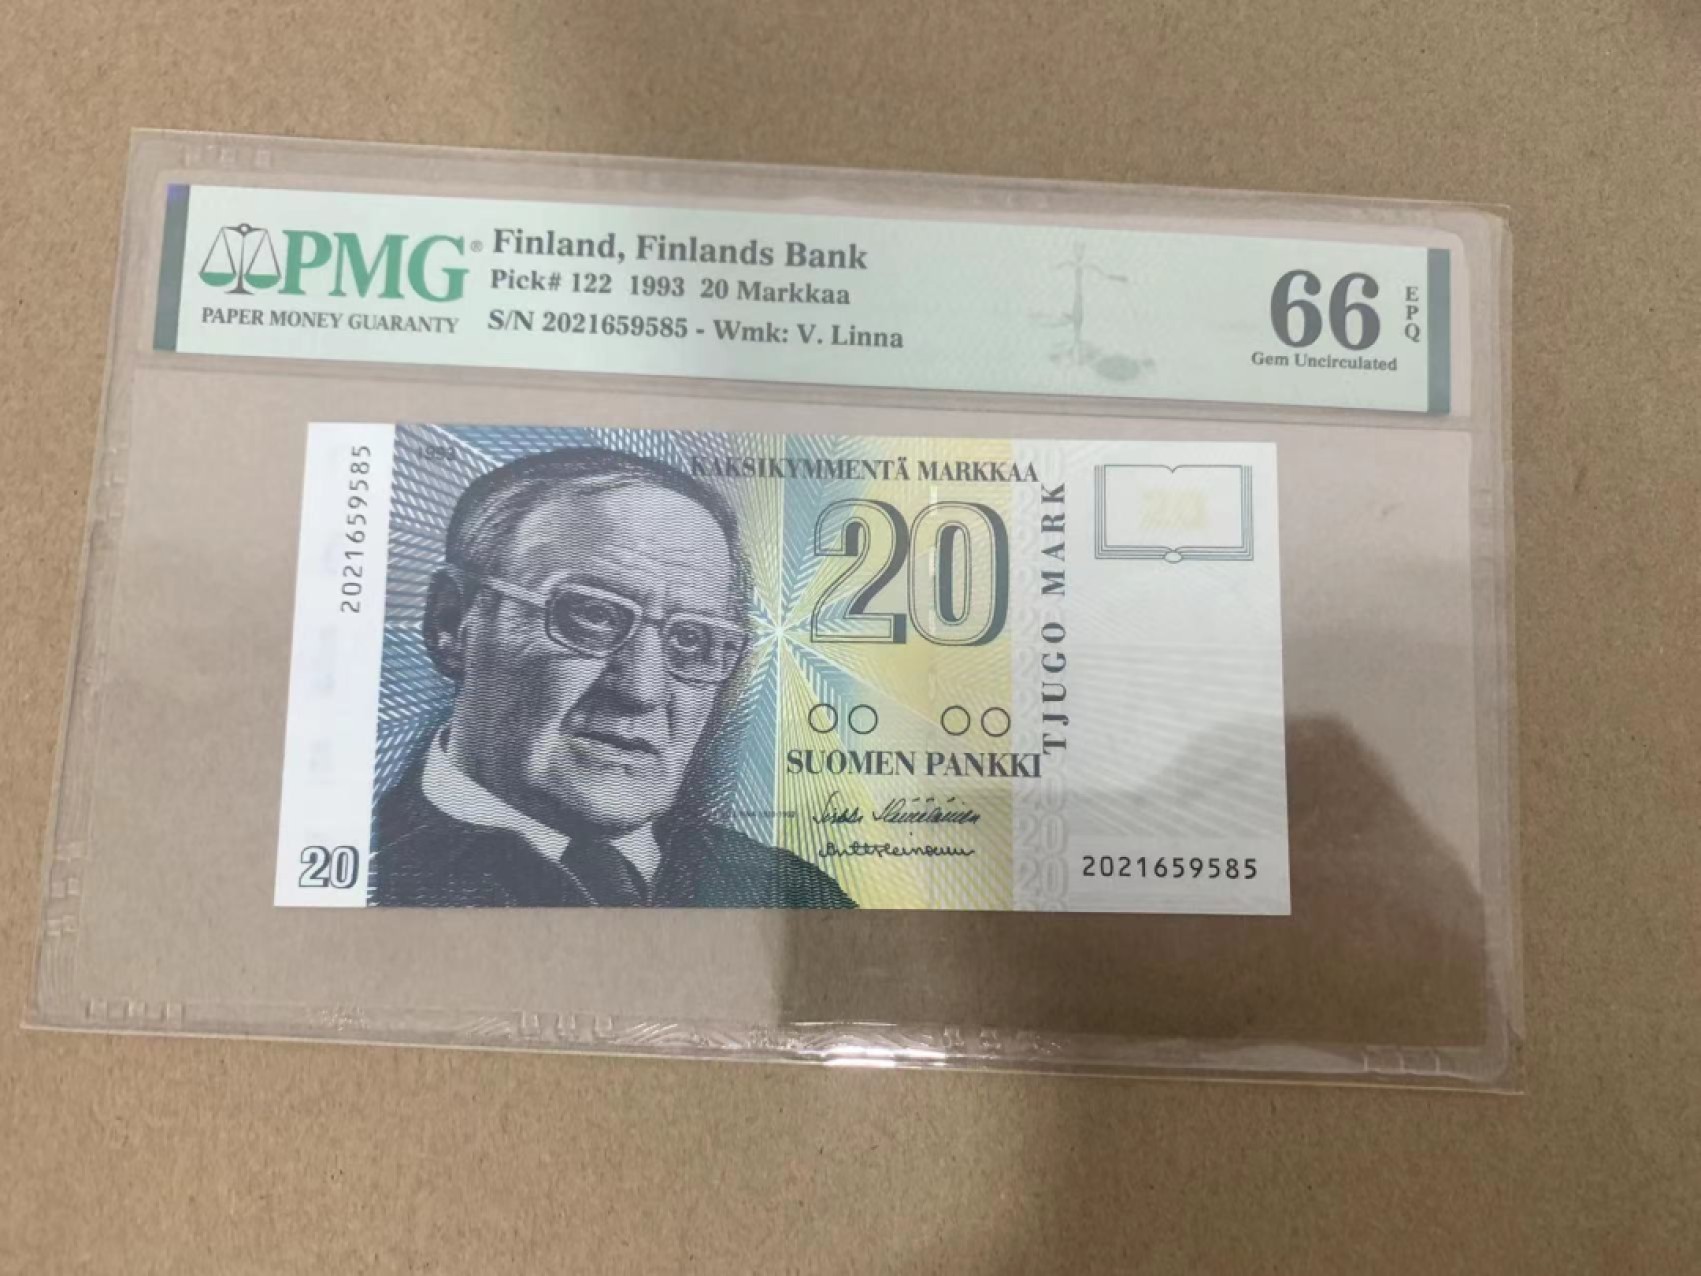 PMG®
PAPER MONEY GUARANTY
Finland, Finlands Bank
Pick# 122 1993 20 Markkaa
S/N 2021659585 - Wmk: V. Linna
66
EPQ
Gem Uncirculated
2021659585
1993
KAKSIKYMMENTÄ MARKKAA
20
TJUGO MARK
SUOMEN PANKKI
20
2021659585